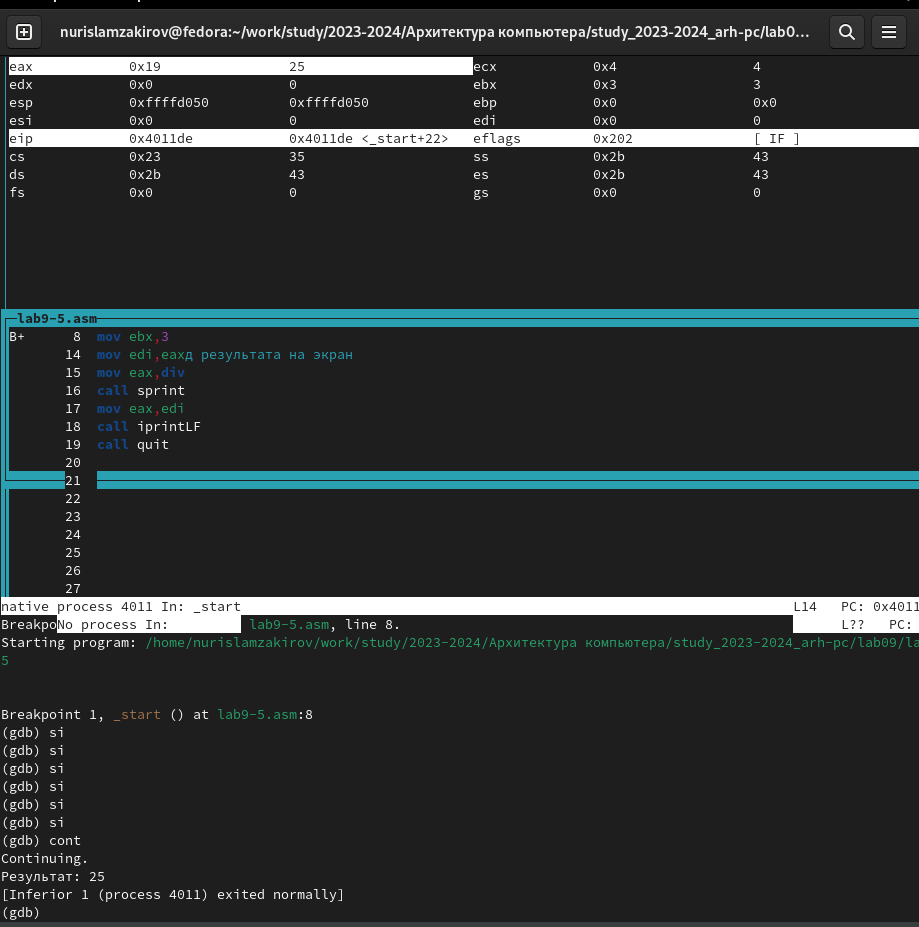 nurislamzakirov@fedora:~/work/study/2023-2024/Архитектура компьютера/study_2023-2024_arh-pc/lab0...
eax 0x19 25 ecx 0x4 4
edx 0x0 0 ebx 0x3 3
esp 0xffffd050 0xffffd050 ebp 0x0 0x0
esi 0x0 0 edi 0x0 0
eip 0x4011de 0x4011de <_start+22> eflags 0x202 [ IF ]
cs 0x23 35 ss 0x2b 43
ds 0x2b 43 es 0x2b 43
fs 0x0 0 gs 0x0 0
lab9-5.asm
B+ 8 mov ebx,3
14 mov edi,eaxд результата на экран
15 mov eax,div
16 call sprint
17 mov eax,edi
18 call iprintLF
19 call quit
20
21
22
23
24
25
26
27
native process 4011 In: _start L14 PC: 0x4011
BreakpoNo process In: lab9-5.asm, line 8. L?? PC:
Starting program: /home/nurislamzakirov/work/study/2023-2024/Архитектура компьютера/study_2023-2024_arh-pc/lab09/la
5
Breakpoint 1, _start () at lab9-5.asm:8
(gdb) si
(gdb) si
(gdb) si
(gdb) si
(gdb) si
(gdb) si
(gdb) cont
Continuing.
Результат: 25
[Inferior 1 (process 4011) exited normally]
(gdb)